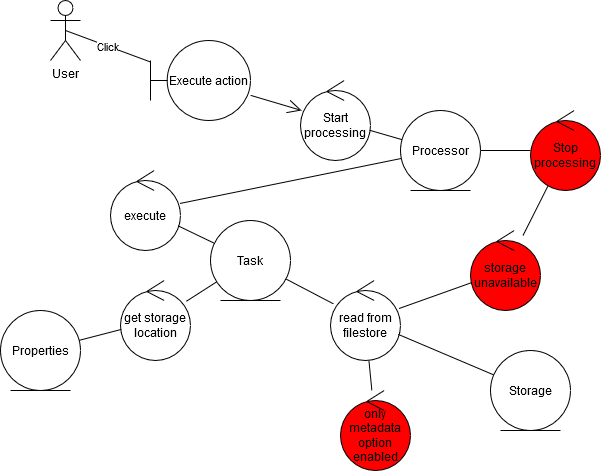 Click
User
Execute action
Start
processing
Processor
Stop
processing
execute
Task
storage
unavailable
get storage
location
read from
filestore
Properties
Storage
only
metadata
option
enabled